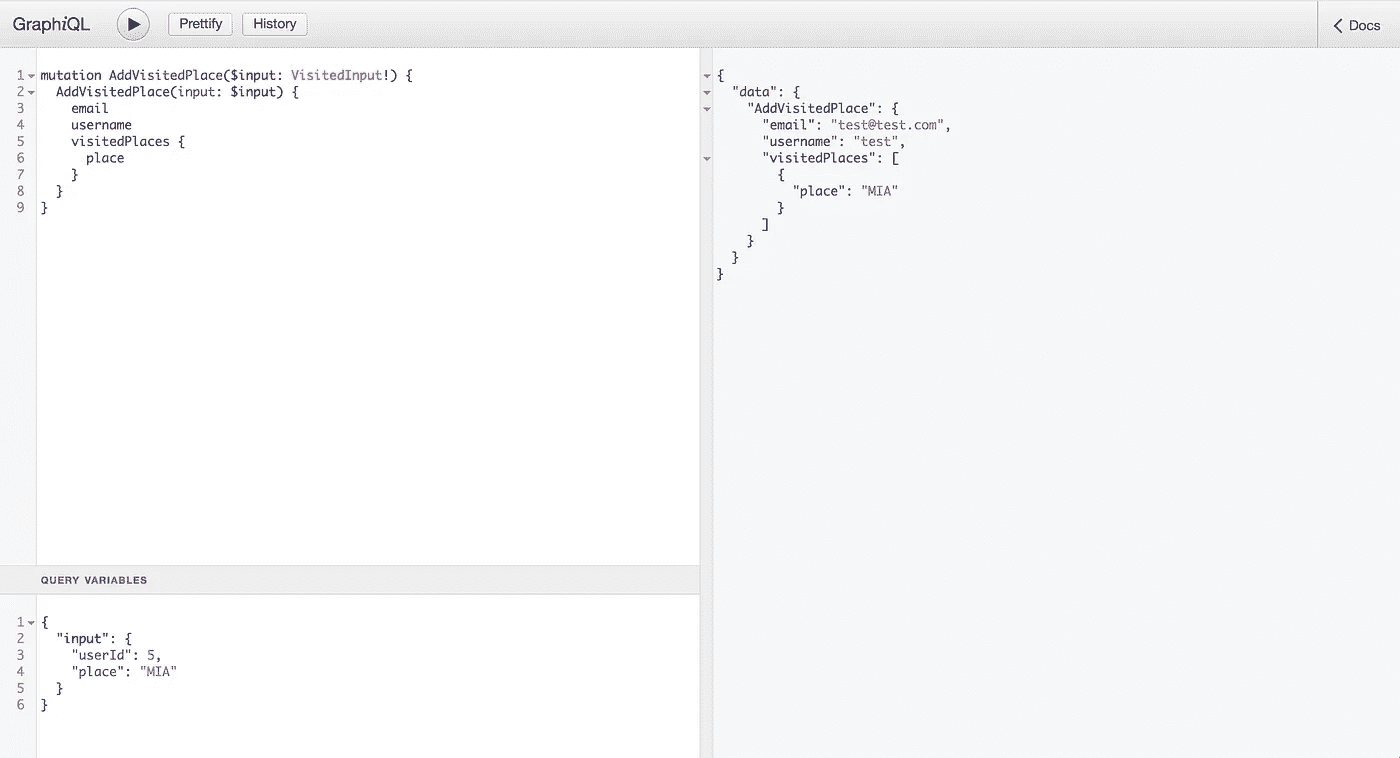 GraphiQL Prettify History Docs
1 mutation AddVisitedPlace($input: VisitedInput!) {
2   AddVisitedPlace(input: $input) {
3     email
4     username
5     visitedPlaces {
6       place
7     }
8   }
9 }
QUERY VARIABLES
1 {
2   "input": {
3     "userId": 5,
4     "place": "MIA"
5   }
6 }
{
  "data": {
    "AddVisitedPlace": {
      "email": "test@test.com",
      "username": "test",
      "visitedPlaces": [
        {
          "place": "MIA"
        }
      ]
    }
  }
}